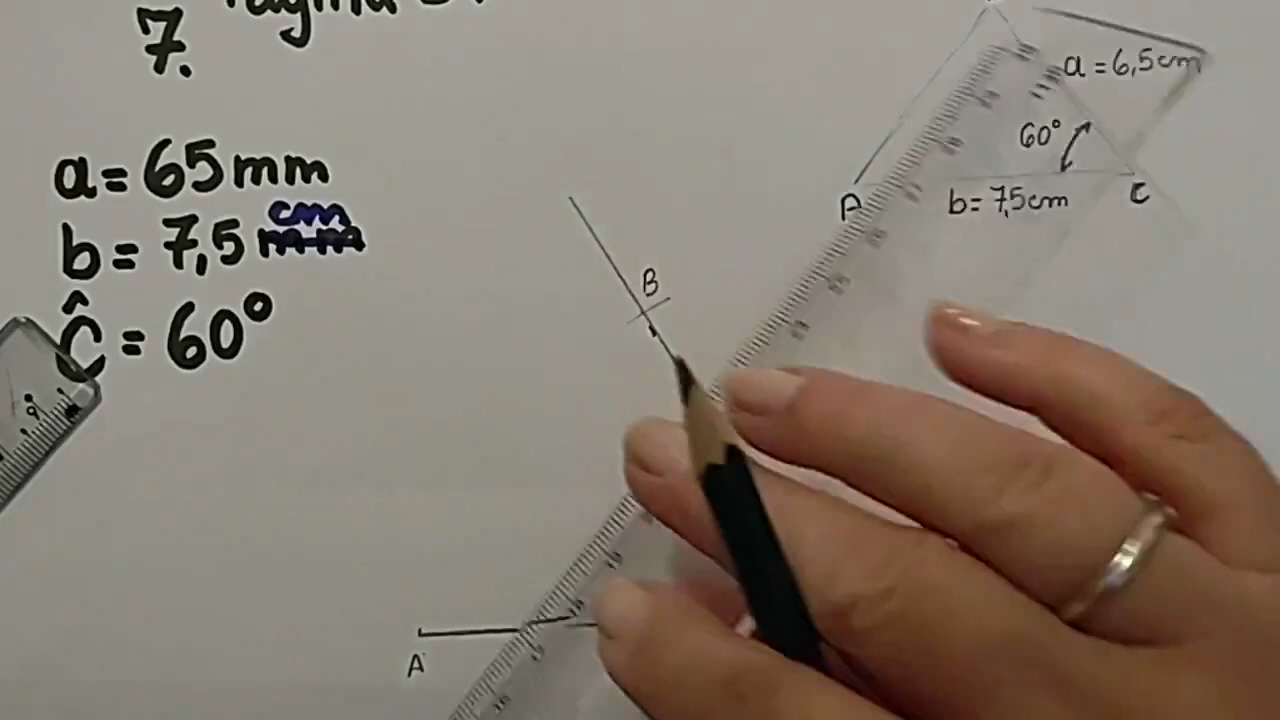 7.
a = 65 mm
b = 7,5 cm
Ĉ = 60°
a = 6,5 cm
60°
b = 7,5 cm
A
C
B
A